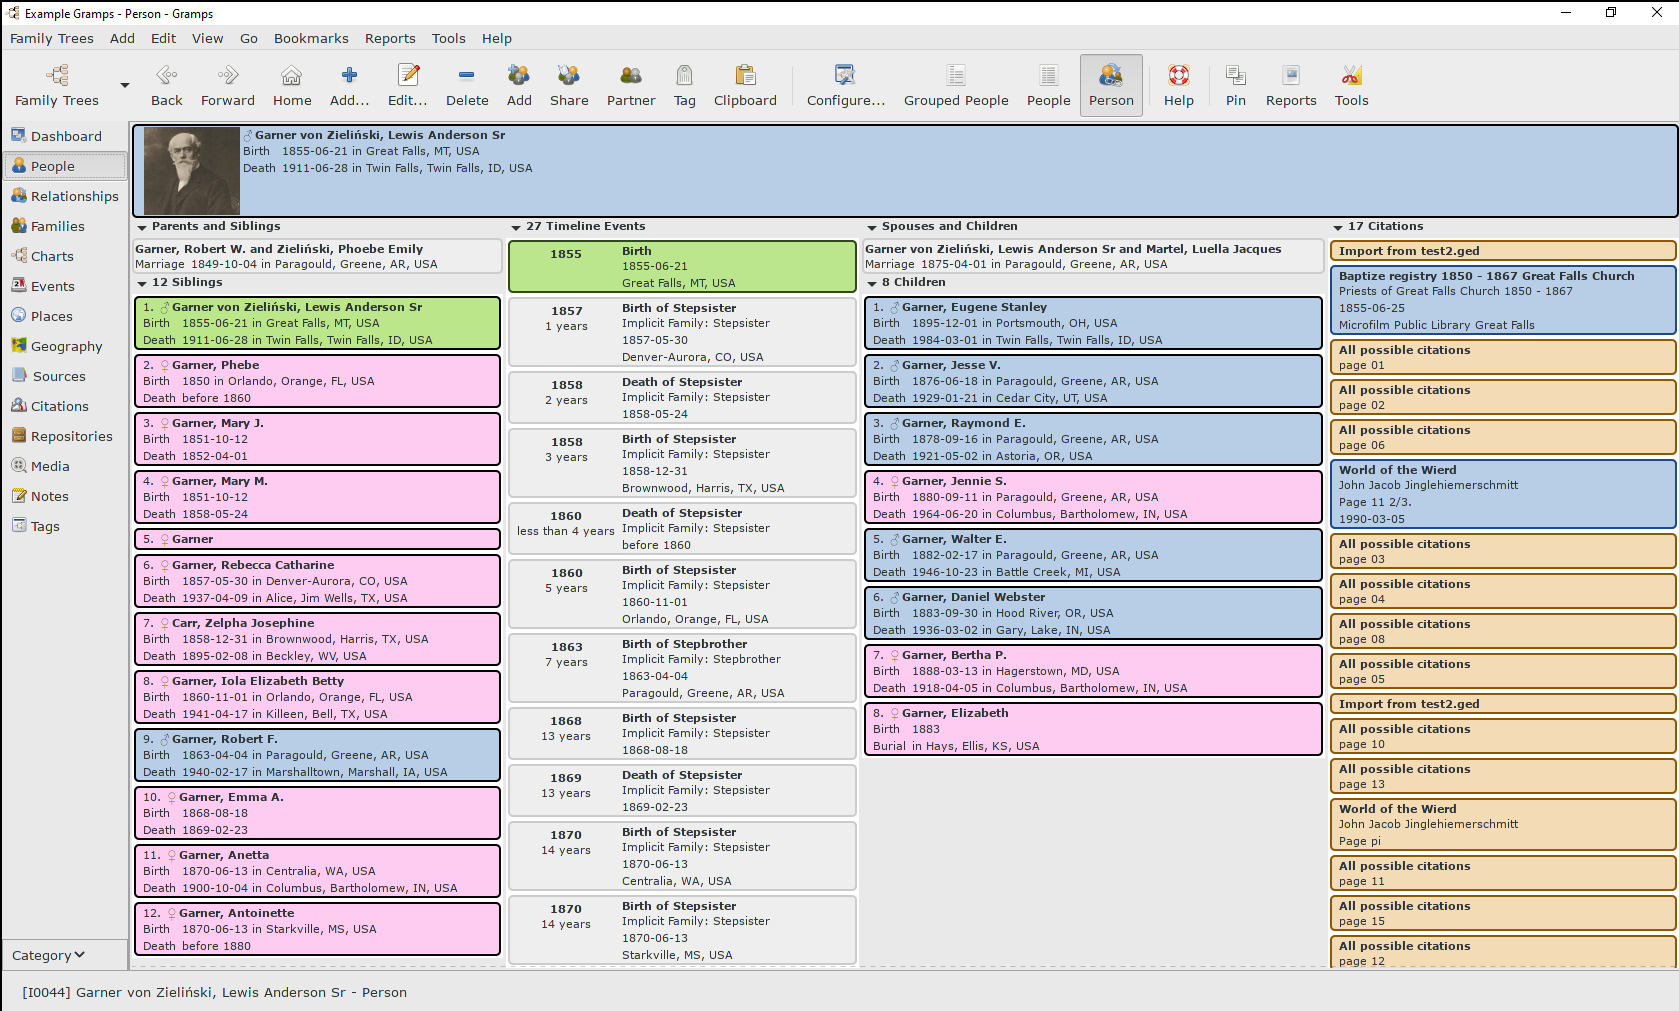 Example Gramps - Person - Gramps
Family Trees Add Edit View Go Bookmarks Reports Tools Help
Family Trees Back Forward Home Add... Edit... Delete Add Share Partner Tag Clipboard Configure... Grouped People People Person Help Pin Reports Tools
Dashboard
People
Relationships
Families
Charts
Events
Places
Geography
Sources
Citations
Repositories
Media
Notes
Tags
Category
♂Garner von Zieliński, Lewis Anderson Sr
Birth 1855-06-21 in Great Falls, MT, USA
Death 1911-06-28 in Twin Falls, Twin Falls, ID, USA
Parents and Siblings
Garner, Robert W. and Zieliński, Phoebe Emily
Marriage 1849-10-04 in Paragould, Greene, AR, USA
12 Siblings
1. ♂Garner von Zieliński, Lewis Anderson Sr
Birth 1855-06-21 in Great Falls, MT, USA
Death 1911-06-28 in Twin Falls, Twin Falls, ID, USA
2. ♀Garner, Phebe
Birth 1850 in Orlando, Orange, FL, USA
Death before 1860
3. ♀Garner, Mary J.
Birth 1851-10-12
Death 1852-04-01
4. ♀Garner, Mary M.
Birth 1851-10-12
Death 1858-05-24
5. ♀Garner
6. ♀Garner, Rebecca Catharine
Birth 1857-05-30 in Denver-Aurora, CO, USA
Death 1937-04-09 in Alice, Jim Wells, TX, USA
7. ♀Carr, Zelpha Josephine
Birth 1858-12-31 in Brownwood, Harris, TX, USA
Death 1895-02-08 in Beckley, WV, USA
8. ♀Garner, Iola Elizabeth Betty
Birth 1860-11-01 in Orlando, Orange, FL, USA
Death 1941-04-17 in Killeen, Bell, TX, USA
9. ♂Garner, Robert F.
Birth 1863-04-04 in Paragould, Greene, AR, USA
Death 1940-02-17 in Marshalltown, Marshall, IA, USA
10. ♀Garner, Emma A.
Birth 1868-08-18
Death 1869-02-23
11. ♀Garner, Anetta
Birth 1870-06-13 in Centralia, WA, USA
Death 1900-10-04 in Columbus, Bartholomew, IN, USA
12. ♀Garner, Antoinette
Birth 1870-06-13 in Starkville, MS, USA
Death before 1880
27 Timeline Events
1855 Birth
1855-06-21
Great Falls, MT, USA
1857 Birth of Stepsister
1 years Implicit Family: Stepsister
1857-05-30
Denver-Aurora, CO, USA
1858 Death of Stepsister
2 years Implicit Family: Stepsister
1858-05-24
1858 Birth of Stepsister
3 years Implicit Family: Stepsister
1858-12-31
Brownwood, Harris, TX, USA
1860 Death of Stepsister
less than 4 years Implicit Family: Stepsister
before 1860
1860 Birth of Stepsister
5 years Implicit Family: Stepsister
1860-11-01
Orlando, Orange, FL, USA
1863 Birth of Stepbrother
7 years Implicit Family: Stepbrother
1863-04-04
Paragould, Greene, AR, USA
1868 Birth of Stepsister
13 years Implicit Family: Stepsister
1868-08-18
1869 Death of Stepsister
13 years Implicit Family: Stepsister
1869-02-23
1870 Birth of Stepsister
14 years Implicit Family: Stepsister
1870-06-13
Centralia, WA, USA
1870 Birth of Stepsister
14 years Implicit Family: Stepsister
1870-06-13
Starkville, MS, USA
Spouses and Children
Garner von Zieliński, Lewis Anderson Sr and Martel, Luella Jacques
Marriage 1875-04-01 in Paragould, Greene, AR, USA
8 Children
1. ♂Garner, Eugene Stanley
Birth 1895-12-01 in Portsmouth, OH, USA
Death 1984-03-01 in Twin Falls, Twin Falls, ID, USA
2. ♂Garner, Jesse V.
Birth 1876-06-18 in Paragould, Greene, AR, USA
Death 1929-01-21 in Cedar City, UT, USA
3. ♂Garner, Raymond E.
Birth 1878-09-16 in Paragould, Greene, AR, USA
Death 1921-05-02 in Astoria, OR, USA
4. ♀Garner, Jennie S.
Birth 1880-09-11 in Paragould, Greene, AR, USA
Death 1964-06-20 in Columbus, Bartholomew, IN, USA
5. ♂Garner, Walter E.
Birth 1882-02-17 in Paragould, Greene, AR, USA
Death 1946-10-23 in Battle Creek, MI, USA
6. ♂Garner, Daniel Webster
Birth 1883-09-30 in Hood River, OR, USA
Death 1936-03-02 in Gary, Lake, IN, USA
7. ♀Garner, Bertha P.
Birth 1888-03-13 in Hagerstown, MD, USA
Death 1918-04-05 in Columbus, Bartholomew, IN, USA
8. ♀Garner, Elizabeth
Birth 1883
Burial in Hays, Ellis, KS, USA
17 Citations
Import from test2.ged
Baptize registry 1850 - 1867 Great Falls Church
Priests of Great Falls Church 1850 - 1867
1855-06-25
Microfilm Public Library Great Falls
All possible citations
page 01
All possible citations
page 02
All possible citations
page 06
World of the Wierd
John Jacob Jinglehiemerschmitt
Page 11 2/3.
1990-03-05
All possible citations
page 03
All possible citations
page 04
All possible citations
page 08
All possible citations
page 05
Import from test2.ged
All possible citations
page 10
All possible citations
page 13
World of the Wierd
John Jacob Jinglehiemerschmitt
Page pi
All possible citations
page 11
All possible citations
page 15
All possible citations
page 12
[I0044] Garner von Zieliński, Lewis Anderson Sr - Person